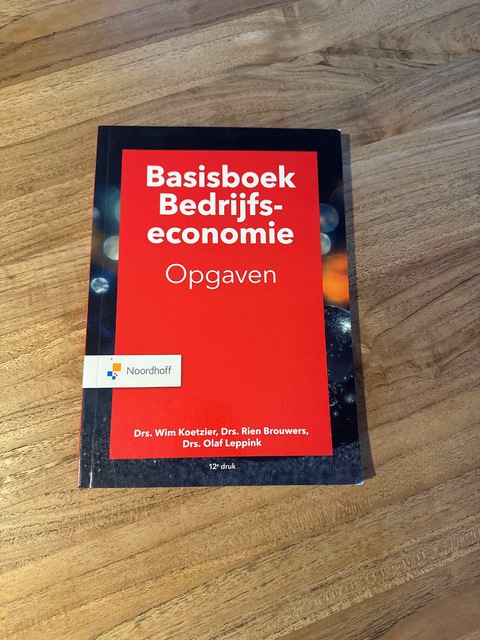 Basisboek
Bedrijfs-
economie
Opgaven
Noordhoff
Drs. Wim Koetzier, Drs. Rien Brouwers,
Drs. Olaf Leppink
12e druk